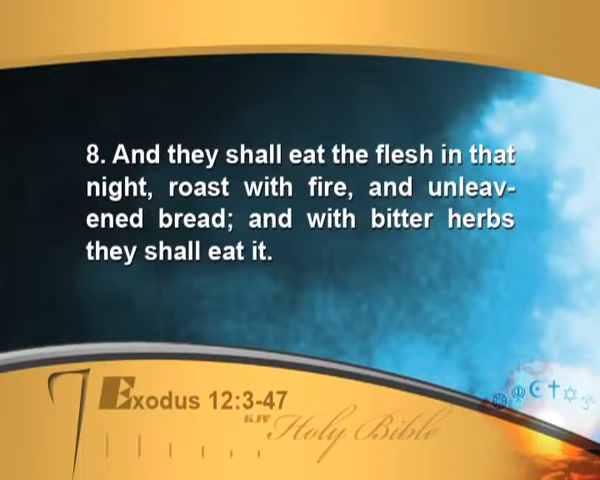 8. And they shall eat the flesh in that
night, roast with fire, and unleav-
ened bread; and with bitter herbs
they shall eat it.
Exodus 12:3-47
KJV
Holy Bible